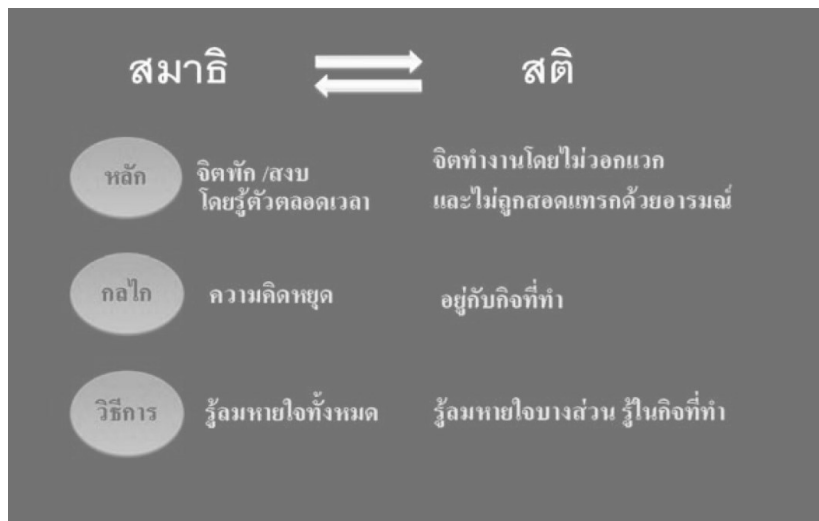 สมาธิ สติ
หลัก
จิตพัก /สงบ
โดยรู้ตัวตลอดเวลา
จิตทำงานโดยไม่วอกแวก
และไม่ถูกสอดแทรกด้วยอารมณ์
กลไก
ความคิดหยุด
อยู่กับกิจที่ทำ
วิธีการ
รู้ลมหายใจทั้งหมด
รู้ลมหายใจบางส่วน รู้ในกิจที่ทำ